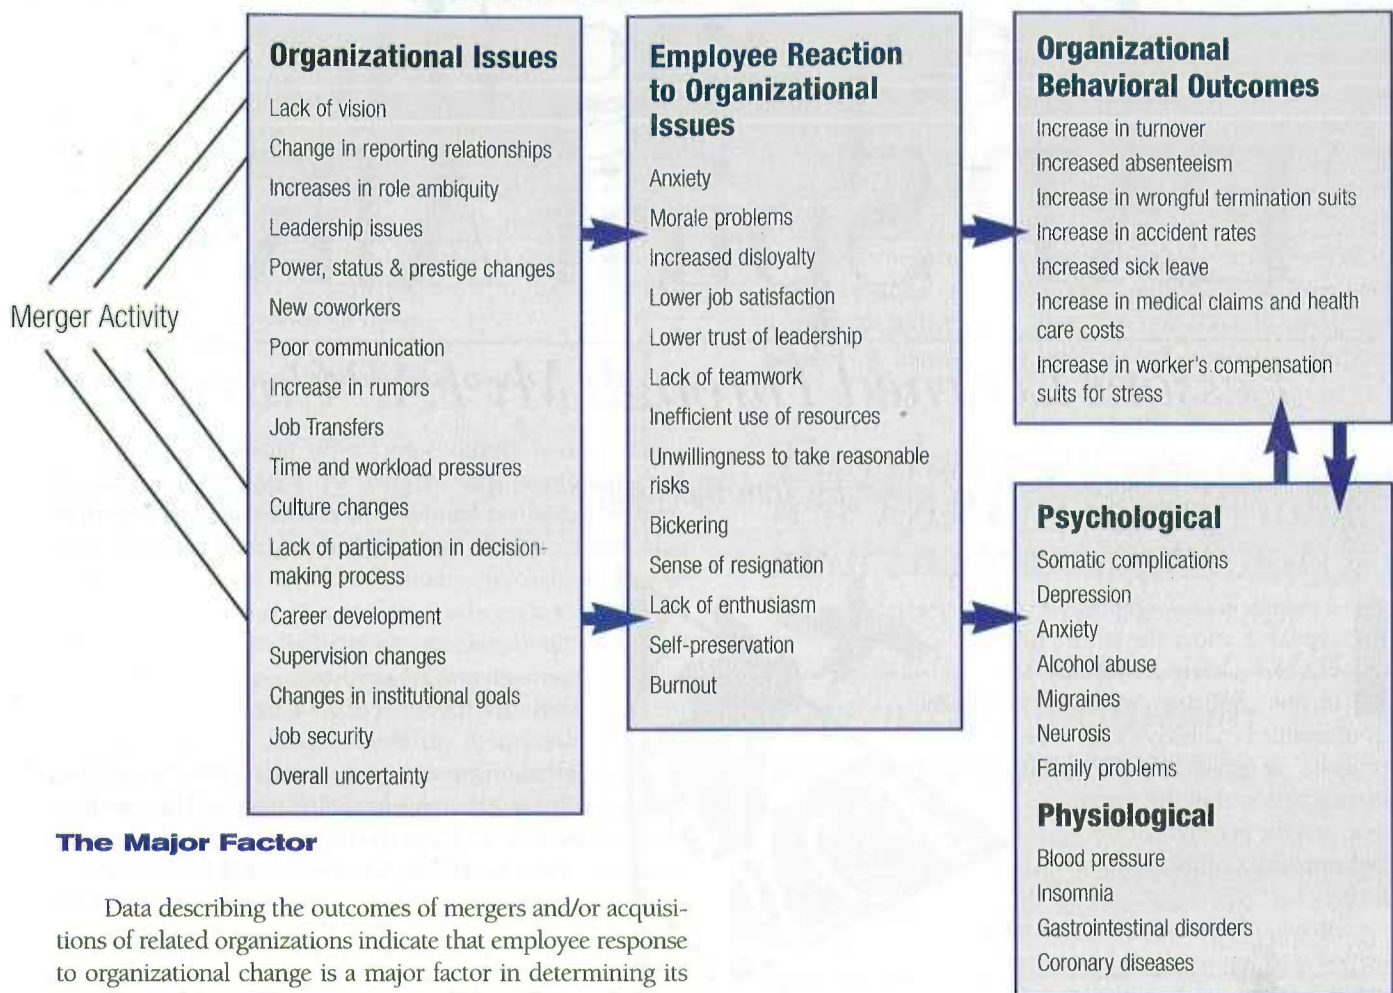 Merger Activity
Organizational Issues
Lack of vision
Change in reporting relationships
Increases in role ambiquity
Leadership issues
Power, status & prestige changes
New coworkers
Poor communication
Increase in rumors
Job Transfers
Time and workload pressures
Culture changes
Lack of participation in decision-
making process
Career development
Supervision changes
Changes in institutional goals
Job security
Overall uncertainty
Employee Reaction
to Organizational
Issues
Anxiety
Morale problems
Increased disloyalty
Lower job satisfaction
Lower trust of leadership
Lack of teamwork
Inefficient use of resources
Unwillingness to take reasonable
risks
Bickering
Sense of resignation
Lack of enthusiasm
Self-preservation
Burnout
Organizational
Behavioral Outcomes
Increase in turnover
Increased absenteeism
Increase in wrongful termination suits
Increase in accident rates
Increased sick leave
Increase in medical claims and health
care costs
Increase in worker's compensation
suits for stress
Psychological
Somatic complications
Depression
Anxiety
Alcohol abuse
Migraines
Neurosis
Family problems
Physiological
Blood pressure
Insomnia
Gastrointestinal disorders
Coronary diseases
The Major Factor
Data describing the outcomes of mergers and/or acquisi-
tions of related organizations indicate that employee response
to organizational change is a major factor in determining its